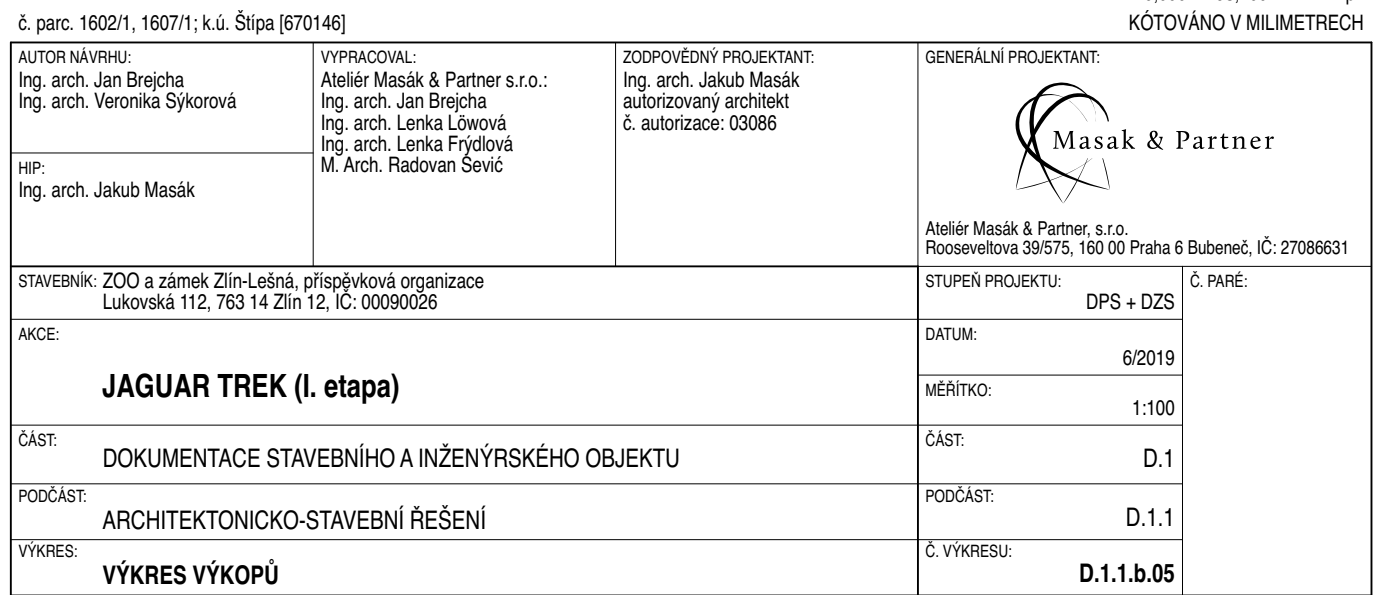 č. parc. 1602/1, 1607/1; k.ú. Štípa [670146]
KÓTOVÁNO V MILIMETRECH
AUTOR NÁVRHU:
Ing. arch. Jan Brejcha
Ing. arch. Veronika Sýkorová
HIP:
Ing. arch. Jakub Masák
VYPRACOVAL:
Ateliér Masák & Partner s.r.o.:
Ing. arch. Jan Brejcha
Ing. arch. Lenka Löwová
Ing. arch. Lenka Frýdlová
M. Arch. Radovan Šević
ZODPOVĚDNÝ PROJEKTANT:
Ing. arch. Jakub Masák
autorizovaný architekt
č. autorizace: 03086
GENERÁLNÍ PROJEKTANT:
Masak & Partner
Ateliér Masák & Partner, s.r.o.
Rooseveltova 39/575, 160 00 Praha 6 Bubeneč, IČ: 27086631
STAVEBNÍK: ZOO a zámek Zlín-Lešná, příspěvková organizace
Lukovská 112, 763 14 Zlín 12, IČ: 00090026
STUPEŇ PROJEKTU:
DPS + DZS
Č. PARÉ:
AKCE:
JAGUAR TREK (I. etapa)
DATUM:
6/2019
MĚŘÍTKO:
1:100
ČÁST:
DOKUMENTACE STAVEBNÍHO A INŽENÝRSKÉHO OBJEKTU
ČÁST:
D.1
PODČÁST:
ARCHITEKTONICKO-STAVEBNÍ ŘEŠENÍ
PODČÁST:
D.1.1
VÝKRES:
VÝKRES VÝKOPŮ
Č. VÝKRESU:
D.1.1.b.05